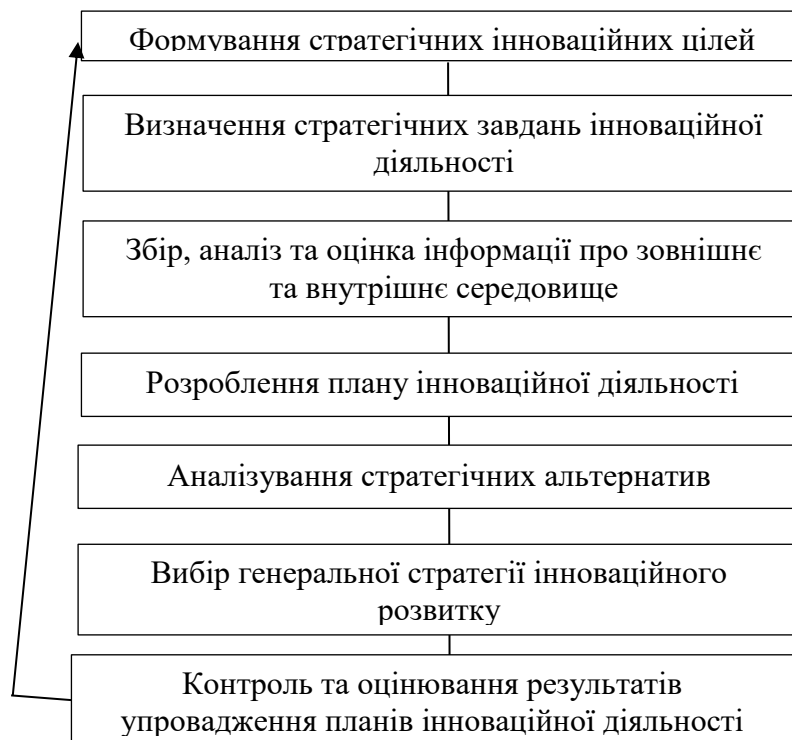 Формування стратегічних інноваційних цілей
Визначення стратегічних завдань інноваційної
діяльності
Збір, аналіз та оцінка інформації про зовнішнє
та внутрішнє середовище
Розроблення плану інноваційної діяльності
Аналізування стратегічних альтернатив
Вибір генеральної стратегії інноваційного
розвитку
Контроль та оцінювання результатів
упровадження планів інноваційної діяльності